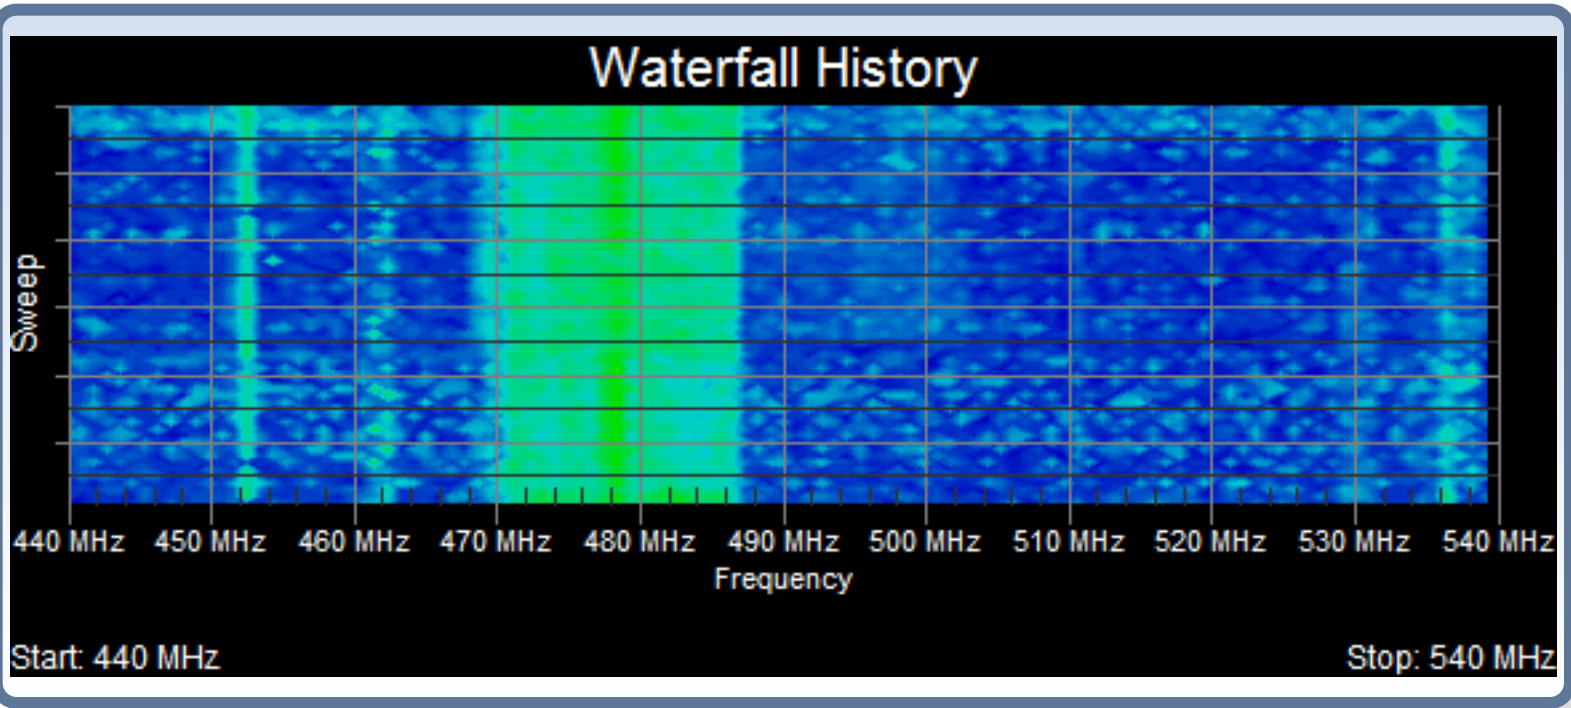 Waterfall History
Sweep
440 MHz 450 MHz 460 MHz 470 MHz 480 MHz 490 MHz 500 MHz 510 MHz 520 MHz 530 MHz 540 MHz
Frequency
Start: 440 MHz Stop: 540 MHz